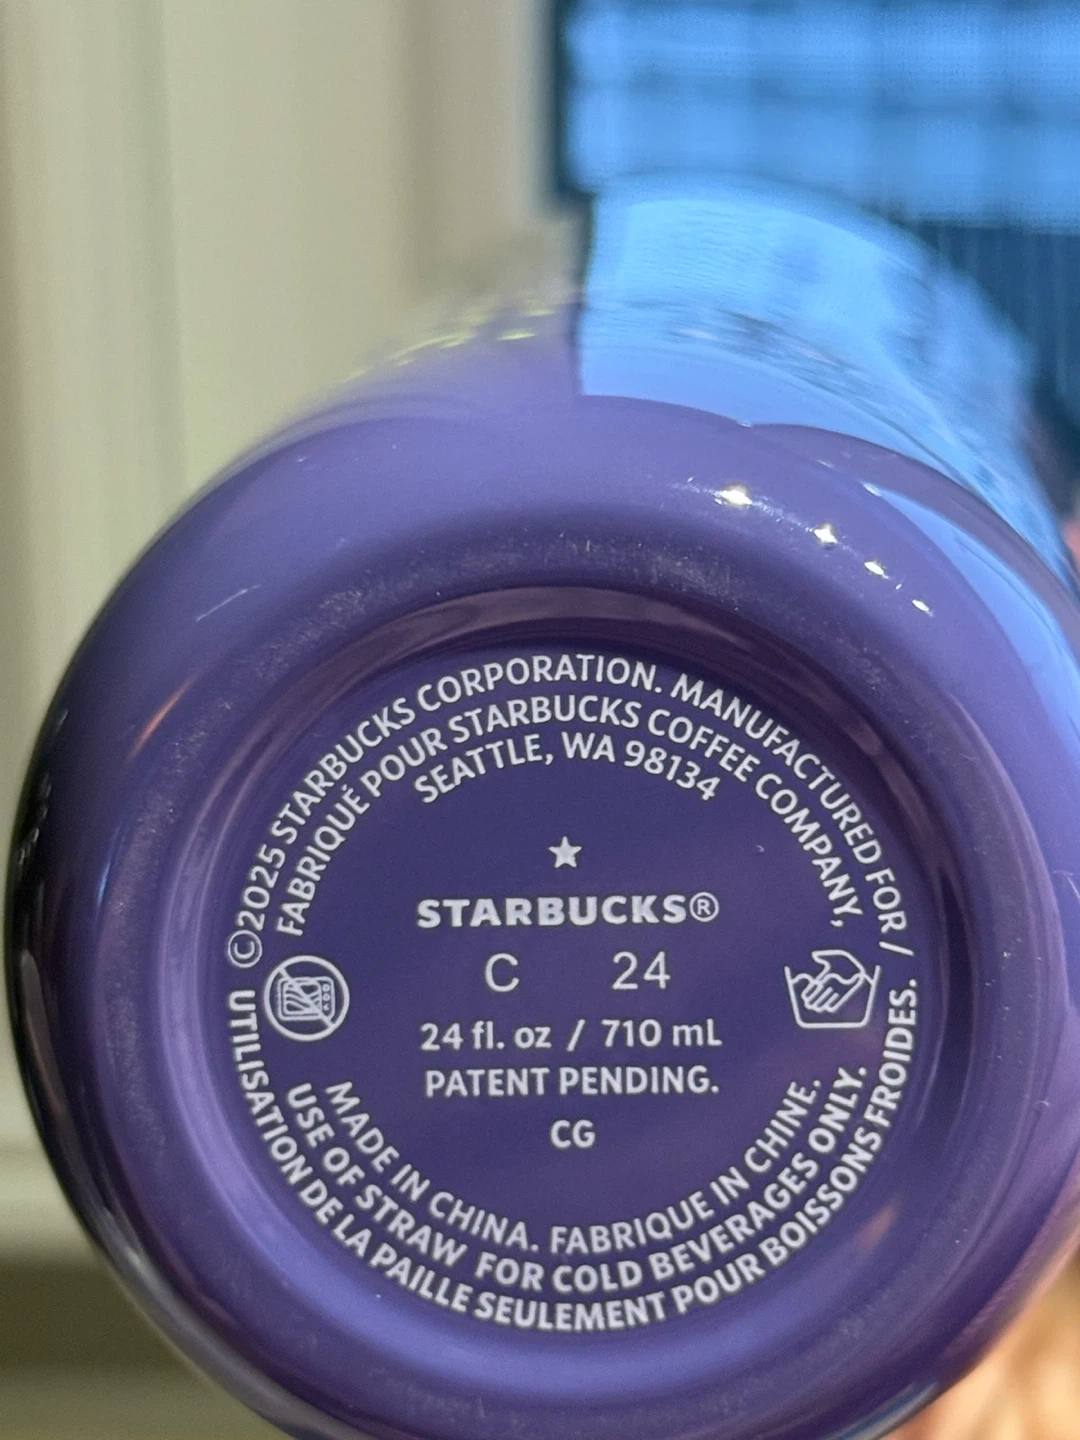 ©2025 STARBUCKS CORPORATION. MANUFACTURED FOR /
FABRIQUÉ POUR STARBUCKS COFFEE COMPANY,
SEATTLE, WA 98134
STARBUCKS®
C 24
24 fl. oz / 710 mL
PATENT PENDING.
CG
MADE IN CHINA. FABRIQUE IN CHINE.
USE OF STRAW FOR COLD BEVERAGES ONLY.
UTILISATION DE LA PAILLE SEULEMENT POUR BOISSONS FROIDES.